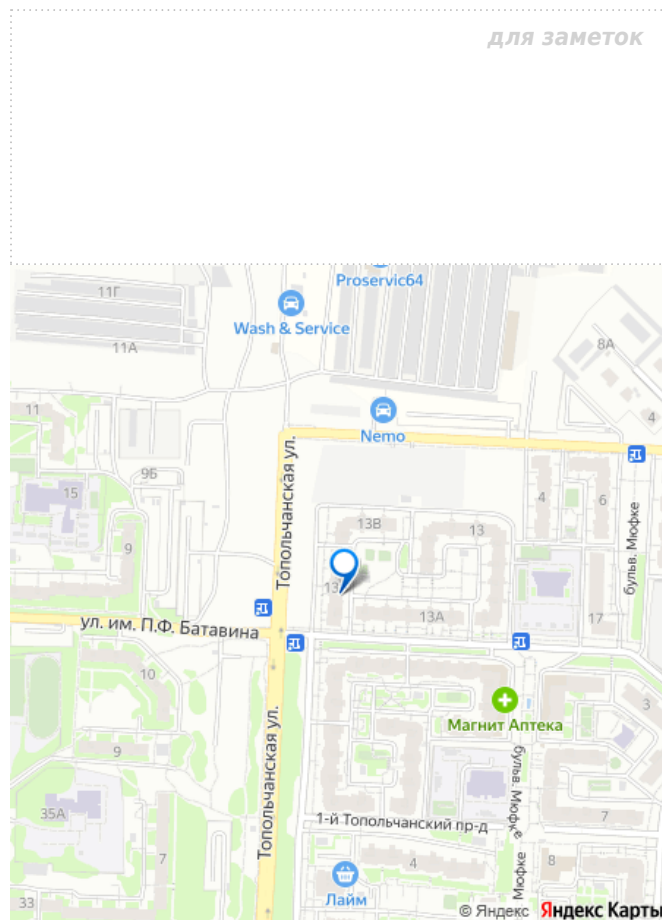 для заметок
Proservic64
11Г
Wash & Service
11А
8А
11
Nemo
4
Топольчанская ул.
9Б
15
4
6
13В
13
бульв. Мюфке
9
13А
17
ул. им. П.Ф. Батавина
10
3
Магнит Аптека
9
Топольчанская ул.
бульв. Мюфке
35А
1-й Топольчанский пр-д
7
7
4
8
Лайм
Мюфке
33
© Яндекс Яндекс Карты